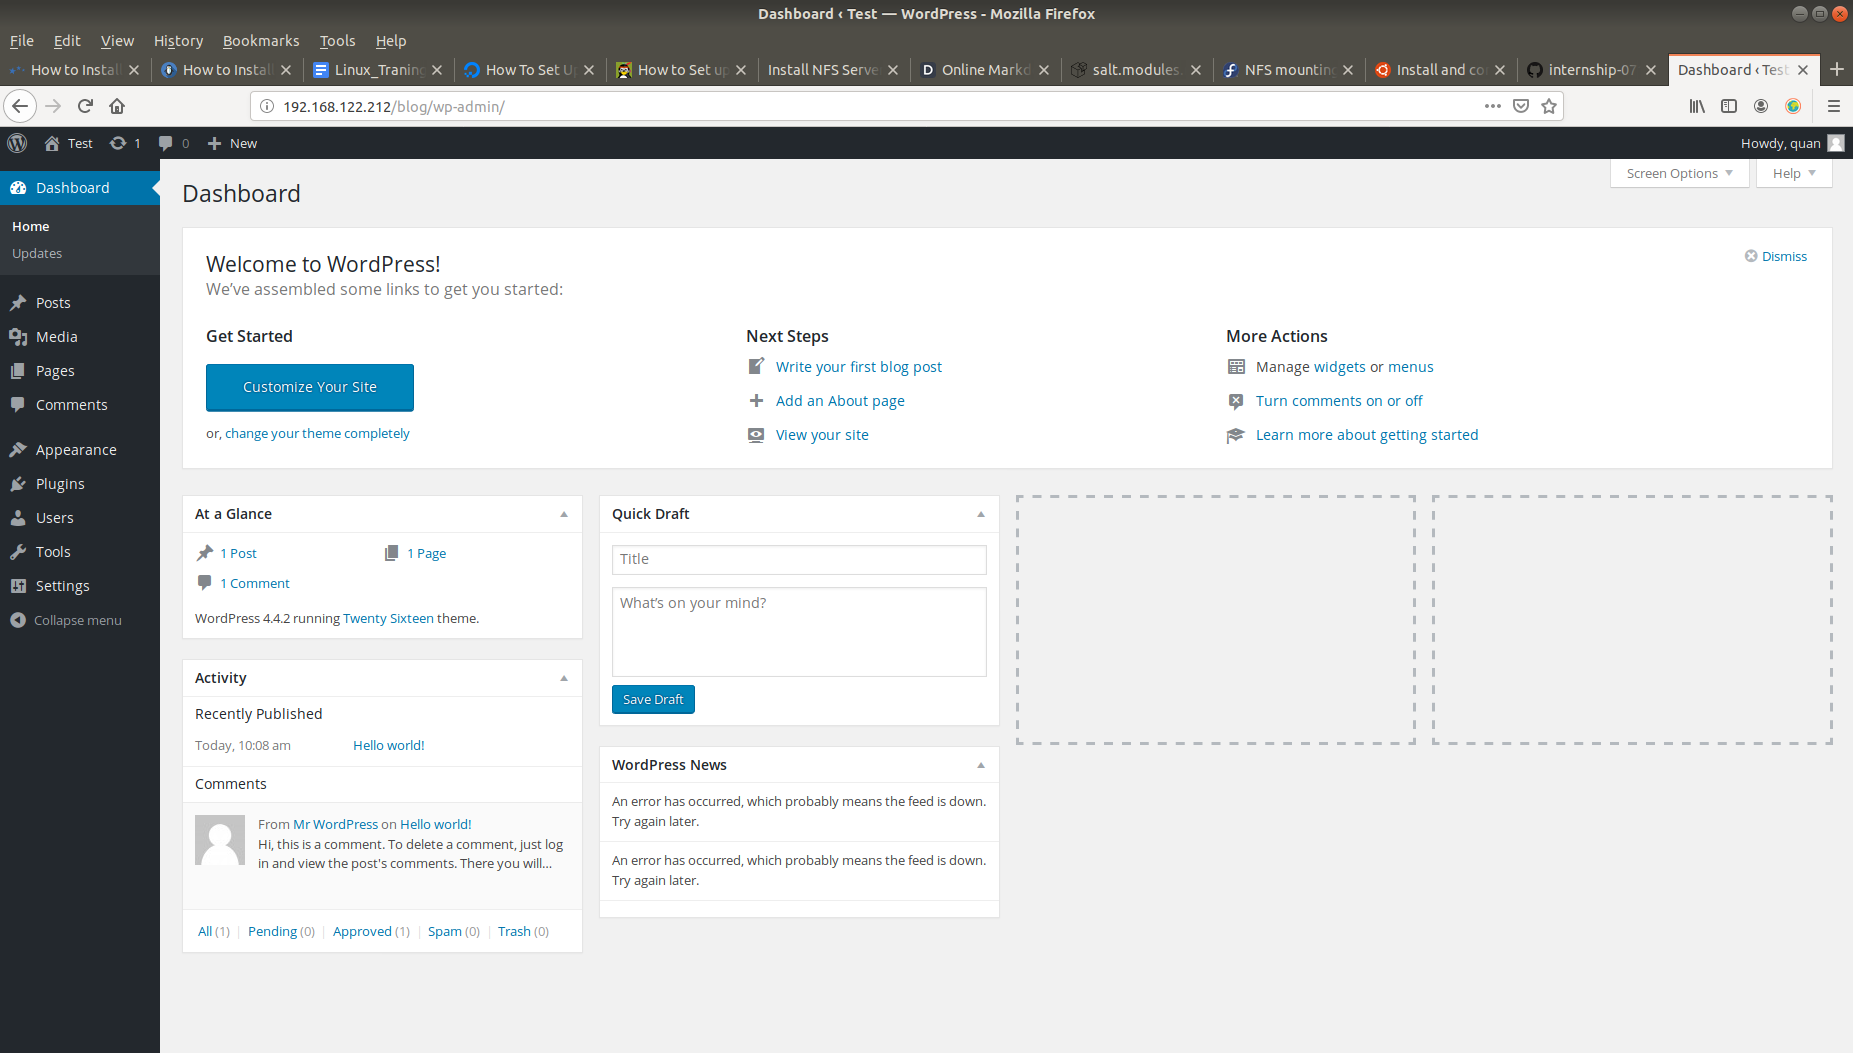 Dashboard ‹ Test — WordPress - Mozilla Firefox
File Edit View History Bookmarks Tools Help
How to Install
How to Install
Linux_Traning
How To Set U
How to Set up
Install NFS Serve
Online Markd
salt.modules.
NFS mounting
Install and co
internship-07
Dashboard ‹ Test
192.168.122.212/blog/wp-admin/
Test 1 0 New
Howdy, quan
Dashboard
Home
Updates
Posts
Media
Pages
Comments
Appearance
Plugins
Users
Tools
Settings
Collapse menu
Screen Options
Help
Dashboard
Welcome to WordPress!
We’ve assembled some links to get you started:
Dismiss
Get Started
Customize Your Site
or, change your theme completely
Next Steps
Write your first blog post
Add an About page
View your site
More Actions
Manage widgets or menus
Turn comments on or off
Learn more about getting started
At a Glance
1 Post
1 Page
1 Comment
WordPress 4.4.2 running Twenty Sixteen theme.
Activity
Recently Published
Today, 10:08 am Hello world!
Comments
From Mr WordPress on Hello world!
Hi, this is a comment. To delete a comment, just log
in and view the post's comments. There you will…
All (1) | Pending (0) | Approved (1) | Spam (0) | Trash (0)
Quick Draft
Title
What’s on your mind?
Save Draft
WordPress News
An error has occurred, which probably means the feed is down.
Try again later.
An error has occurred, which probably means the feed is down.
Try again later.